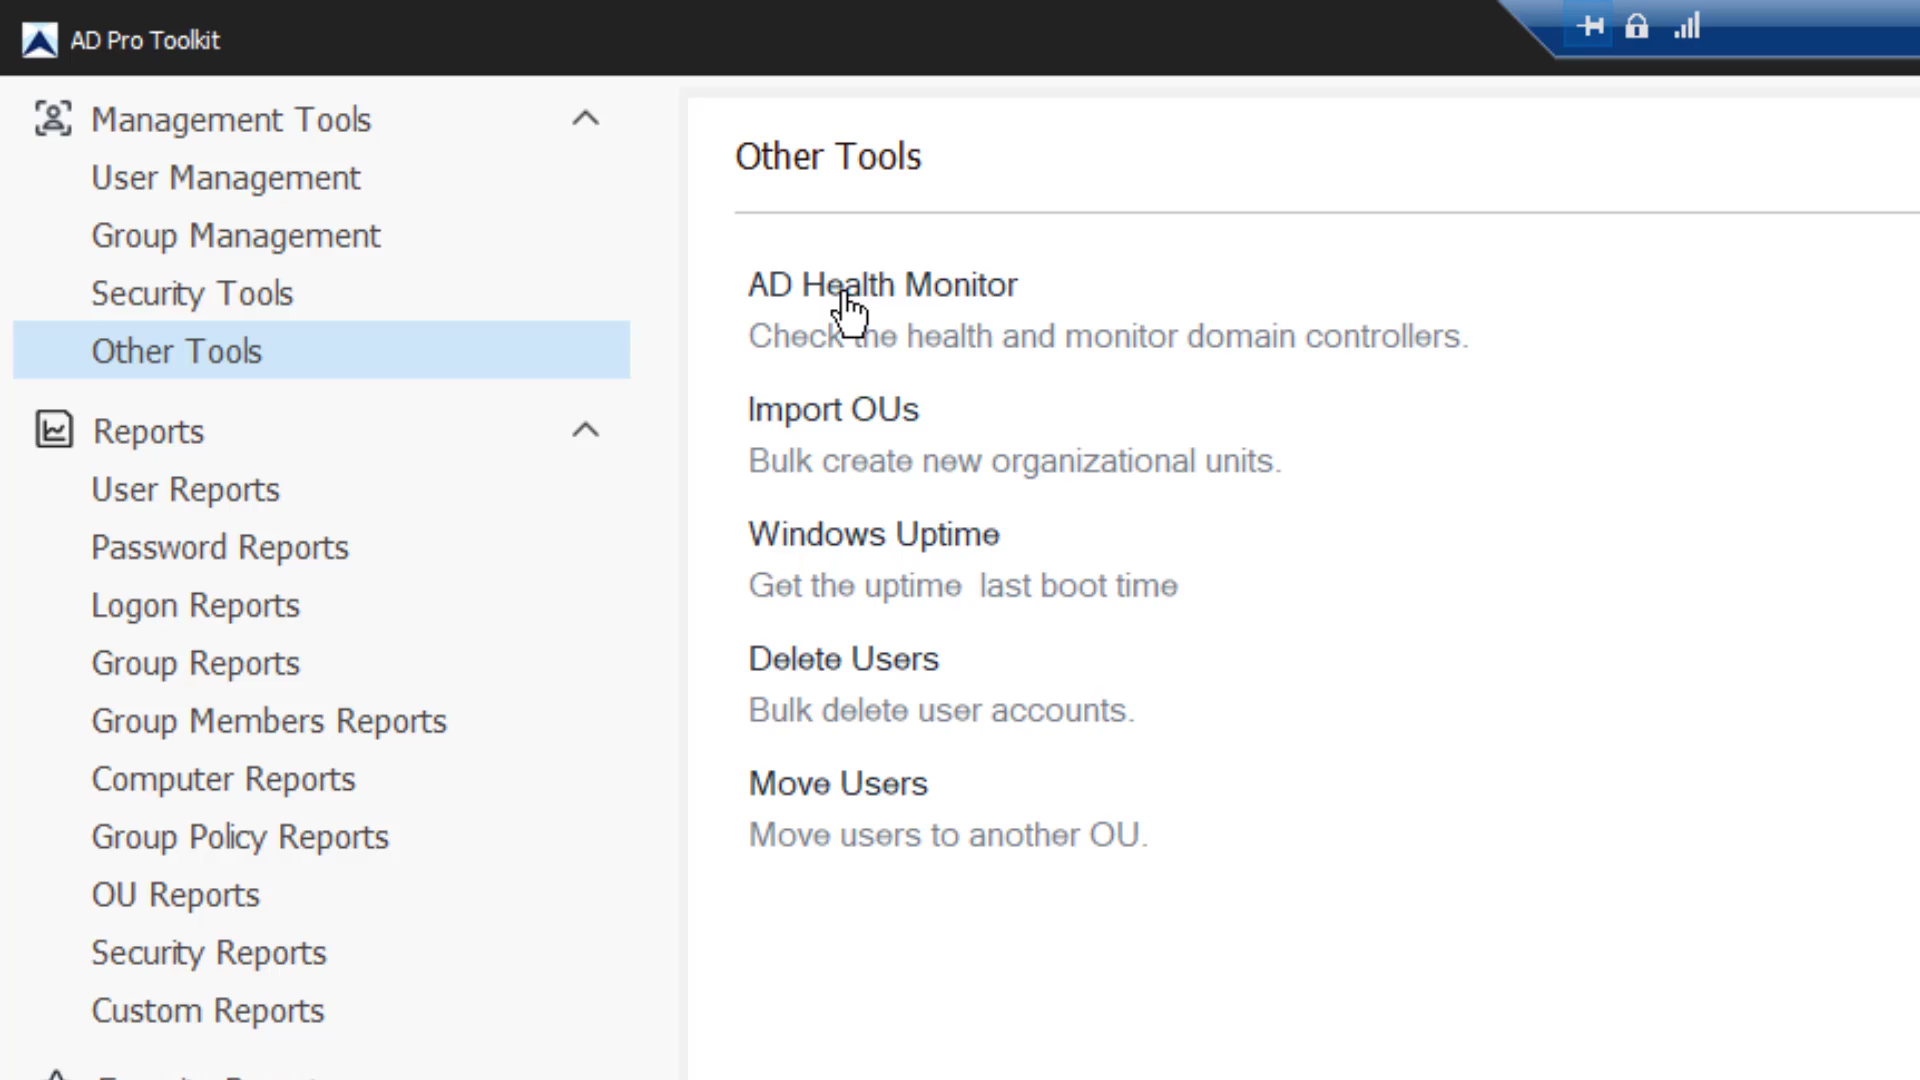 AD Pro Toolkit
Management Tools
User Management
Group Management
Security Tools
Other Tools
Reports
User Reports
Password Reports
Logon Reports
Group Reports
Group Members Reports
Computer Reports
Group Policy Reports
OU Reports
Security Reports
Custom Reports
Other Tools
AD Health Monitor
Check the health and monitor domain controllers.
Import OUs
Bulk create new organizational units.
Windows Uptime
Get the uptime last boot time
Delete Users
Bulk delete user accounts.
Move Users
Move users to another OU.